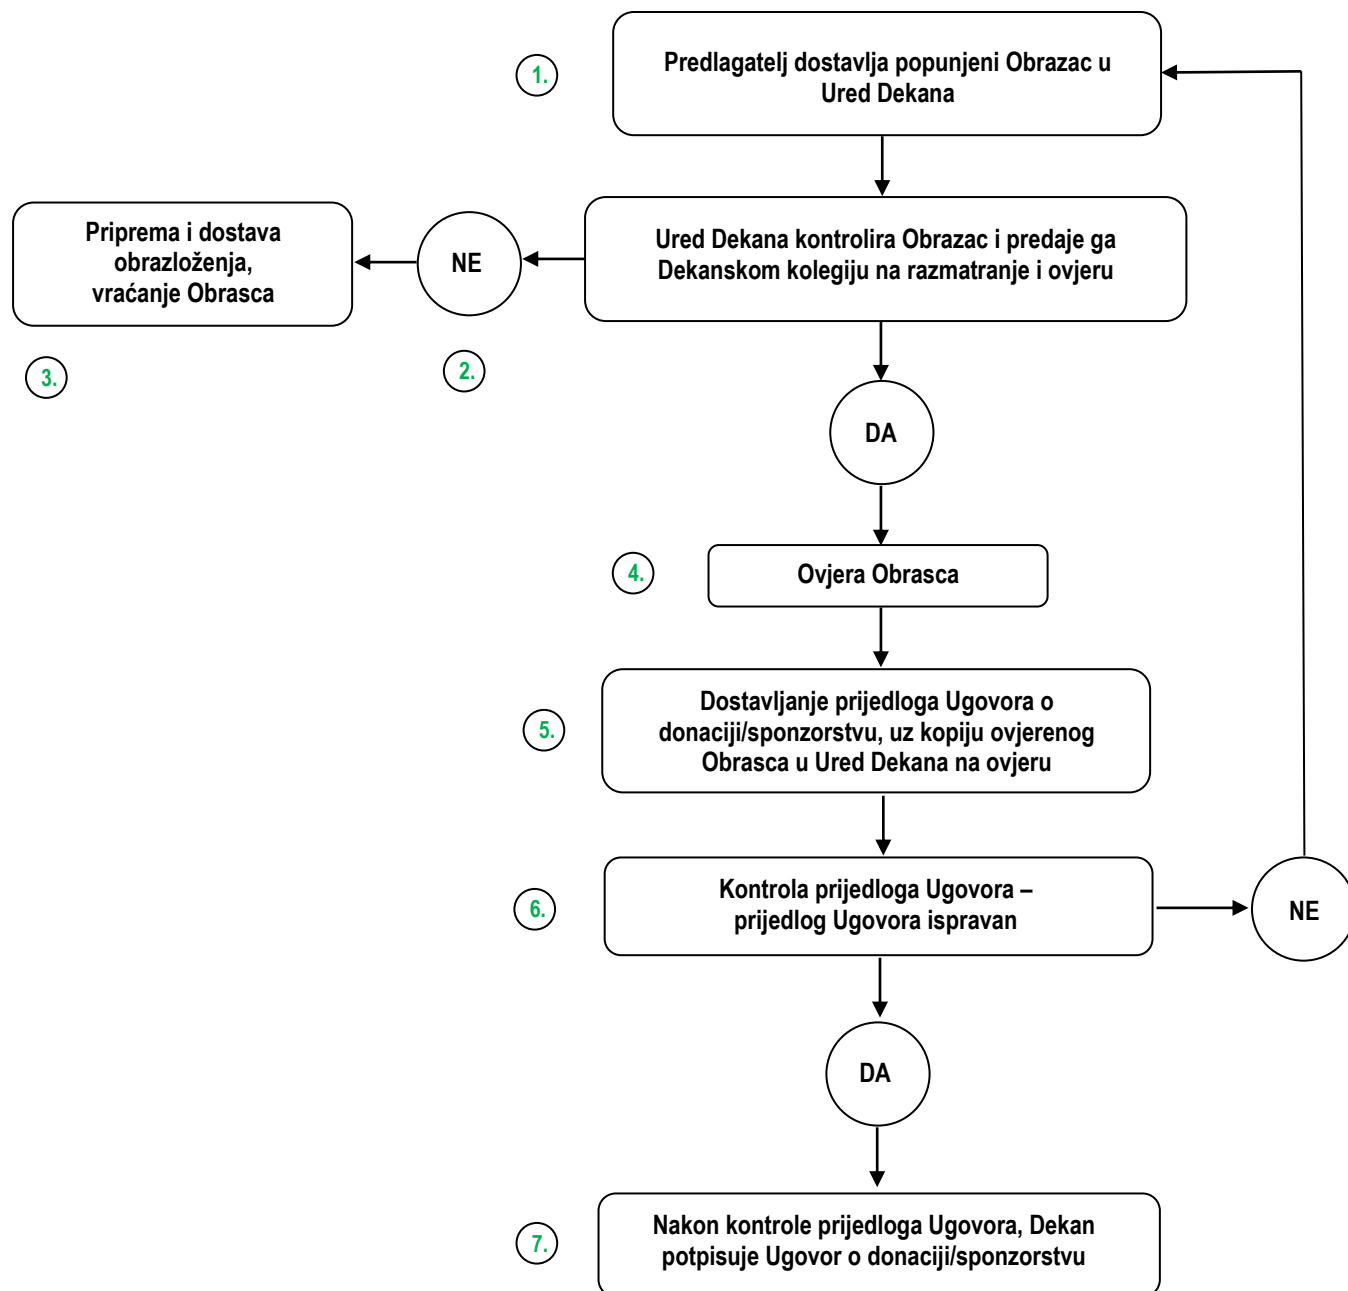 1.
Predlagatelj dostavlja popunjeni Obrazac u
Ured Dekana
Ured Dekana kontrolira Obrazac i predaje ga
Dekanskom kolegiju na razmatranje i ovjeru
NE
Priprema i dostava
obrazloženja,
vraćanje Obrasca
2.
3.
DA
4.
Ovjera Obrasca
5.
Dostavljanje prijedloga Ugovora o
donaciji/sponzorstvu, uz kopiju ovjerenog
Obrasca u Ured Dekana na ovjeru
6.
Kontrola prijedloga Ugovora –
prijedlog Ugovora ispravan
NE
DA
7.
Nakon kontrole prijedloga Ugovora, Dekan
potpisuje Ugovor o donaciji/sponzorstvu